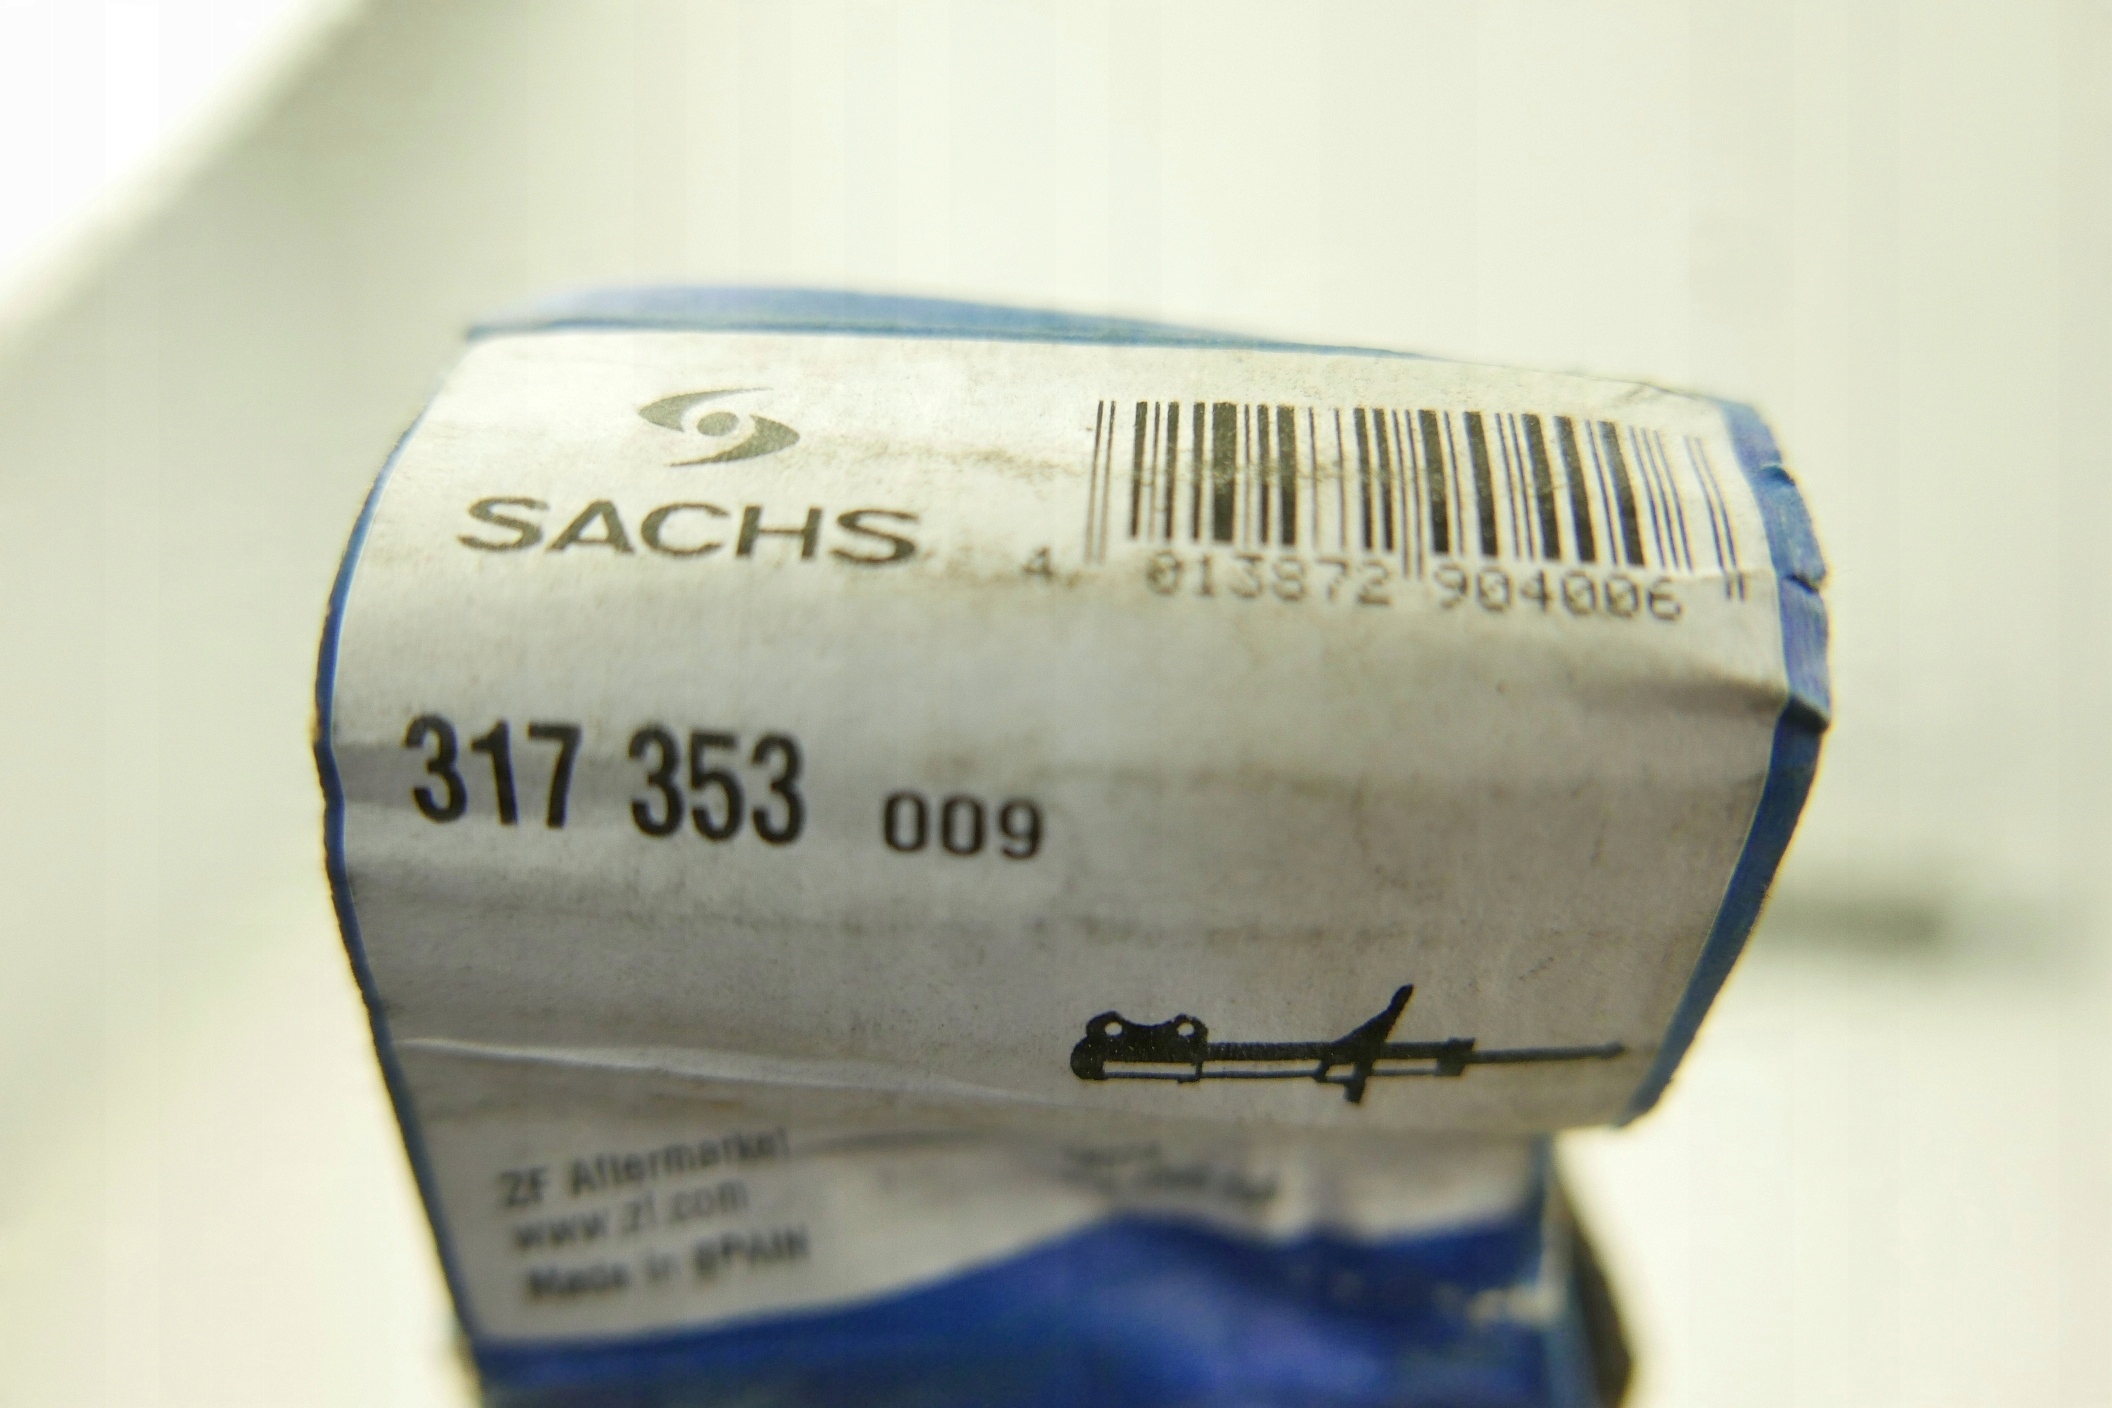 SACHS
4 013872 904006
317 353 009
ZF Aftermarket
www.zf.com
Made in SPAIN